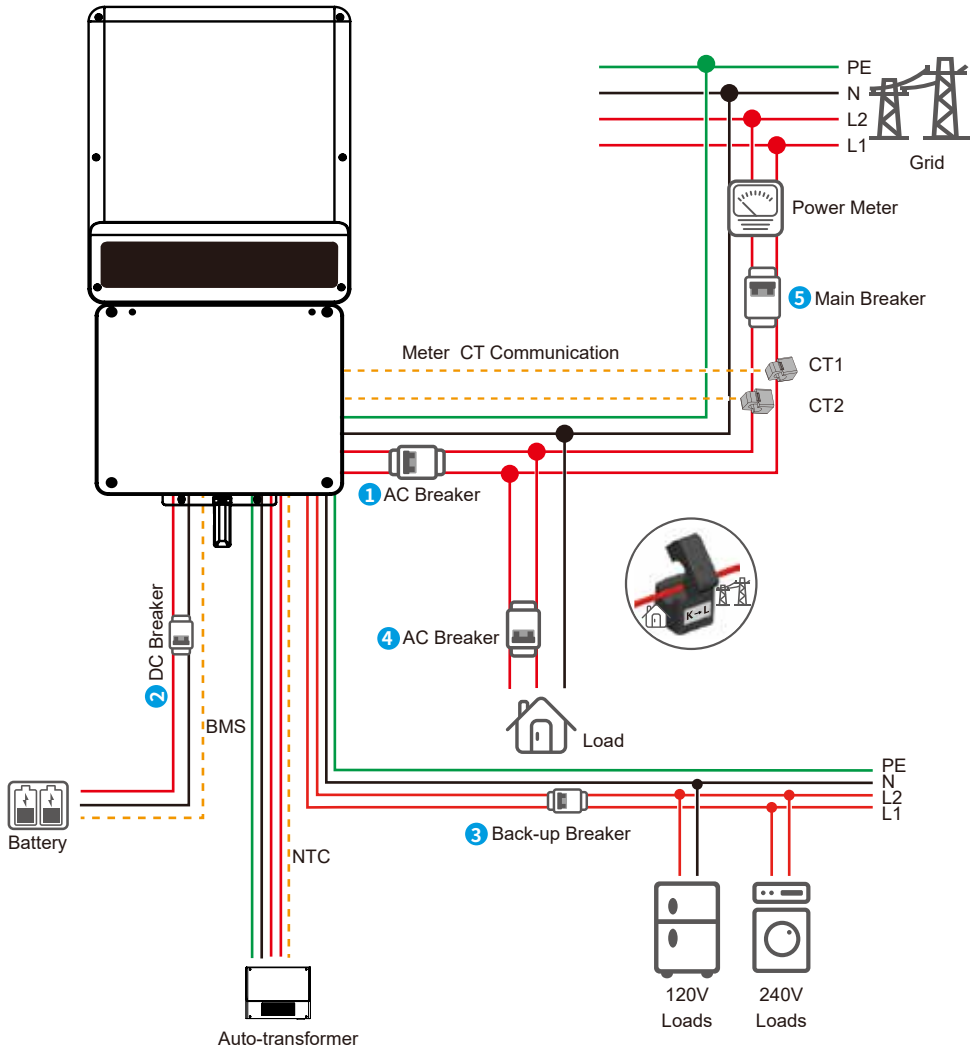 PE
N
L2
L1
Grid
Power Meter
5 Main Breaker
Meter CT Communication
CT1
CT2
1 AC Breaker
K→L
4 AC Breaker
2 DC Breaker
BMS
Load
PE
N
L2
L1
3 Back-up Breaker
Battery
NTC
120V
Loads
240V
Loads
Auto-transformer